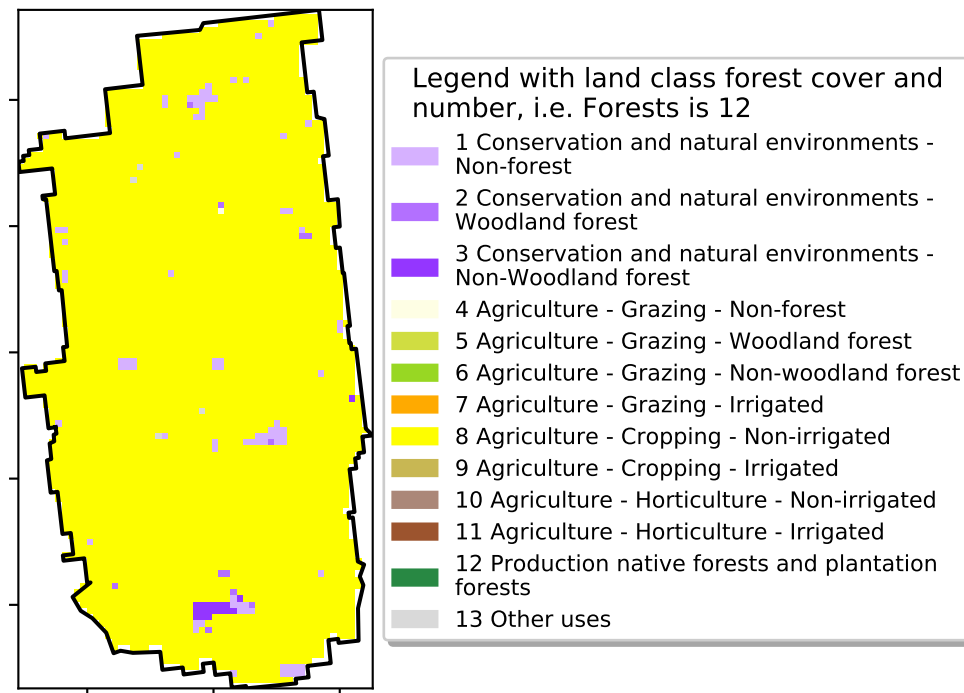 Legend with land class forest cover and
number, i.e. Forests is 12
1 Conservation and natural environments -
Non-forest
2 Conservation and natural environments -
Woodland forest
3 Conservation and natural environments -
Non-Woodland forest
4 Agriculture - Grazing - Non-forest
5 Agriculture - Grazing - Woodland forest
6 Agriculture - Grazing - Non-woodland forest
7 Agriculture - Grazing - Irrigated
8 Agriculture - Cropping - Non-irrigated
9 Agriculture - Cropping - Irrigated
10 Agriculture - Horticulture - Non-irrigated
11 Agriculture - Horticulture - Irrigated
12 Production native forests and plantation
forests
13 Other uses